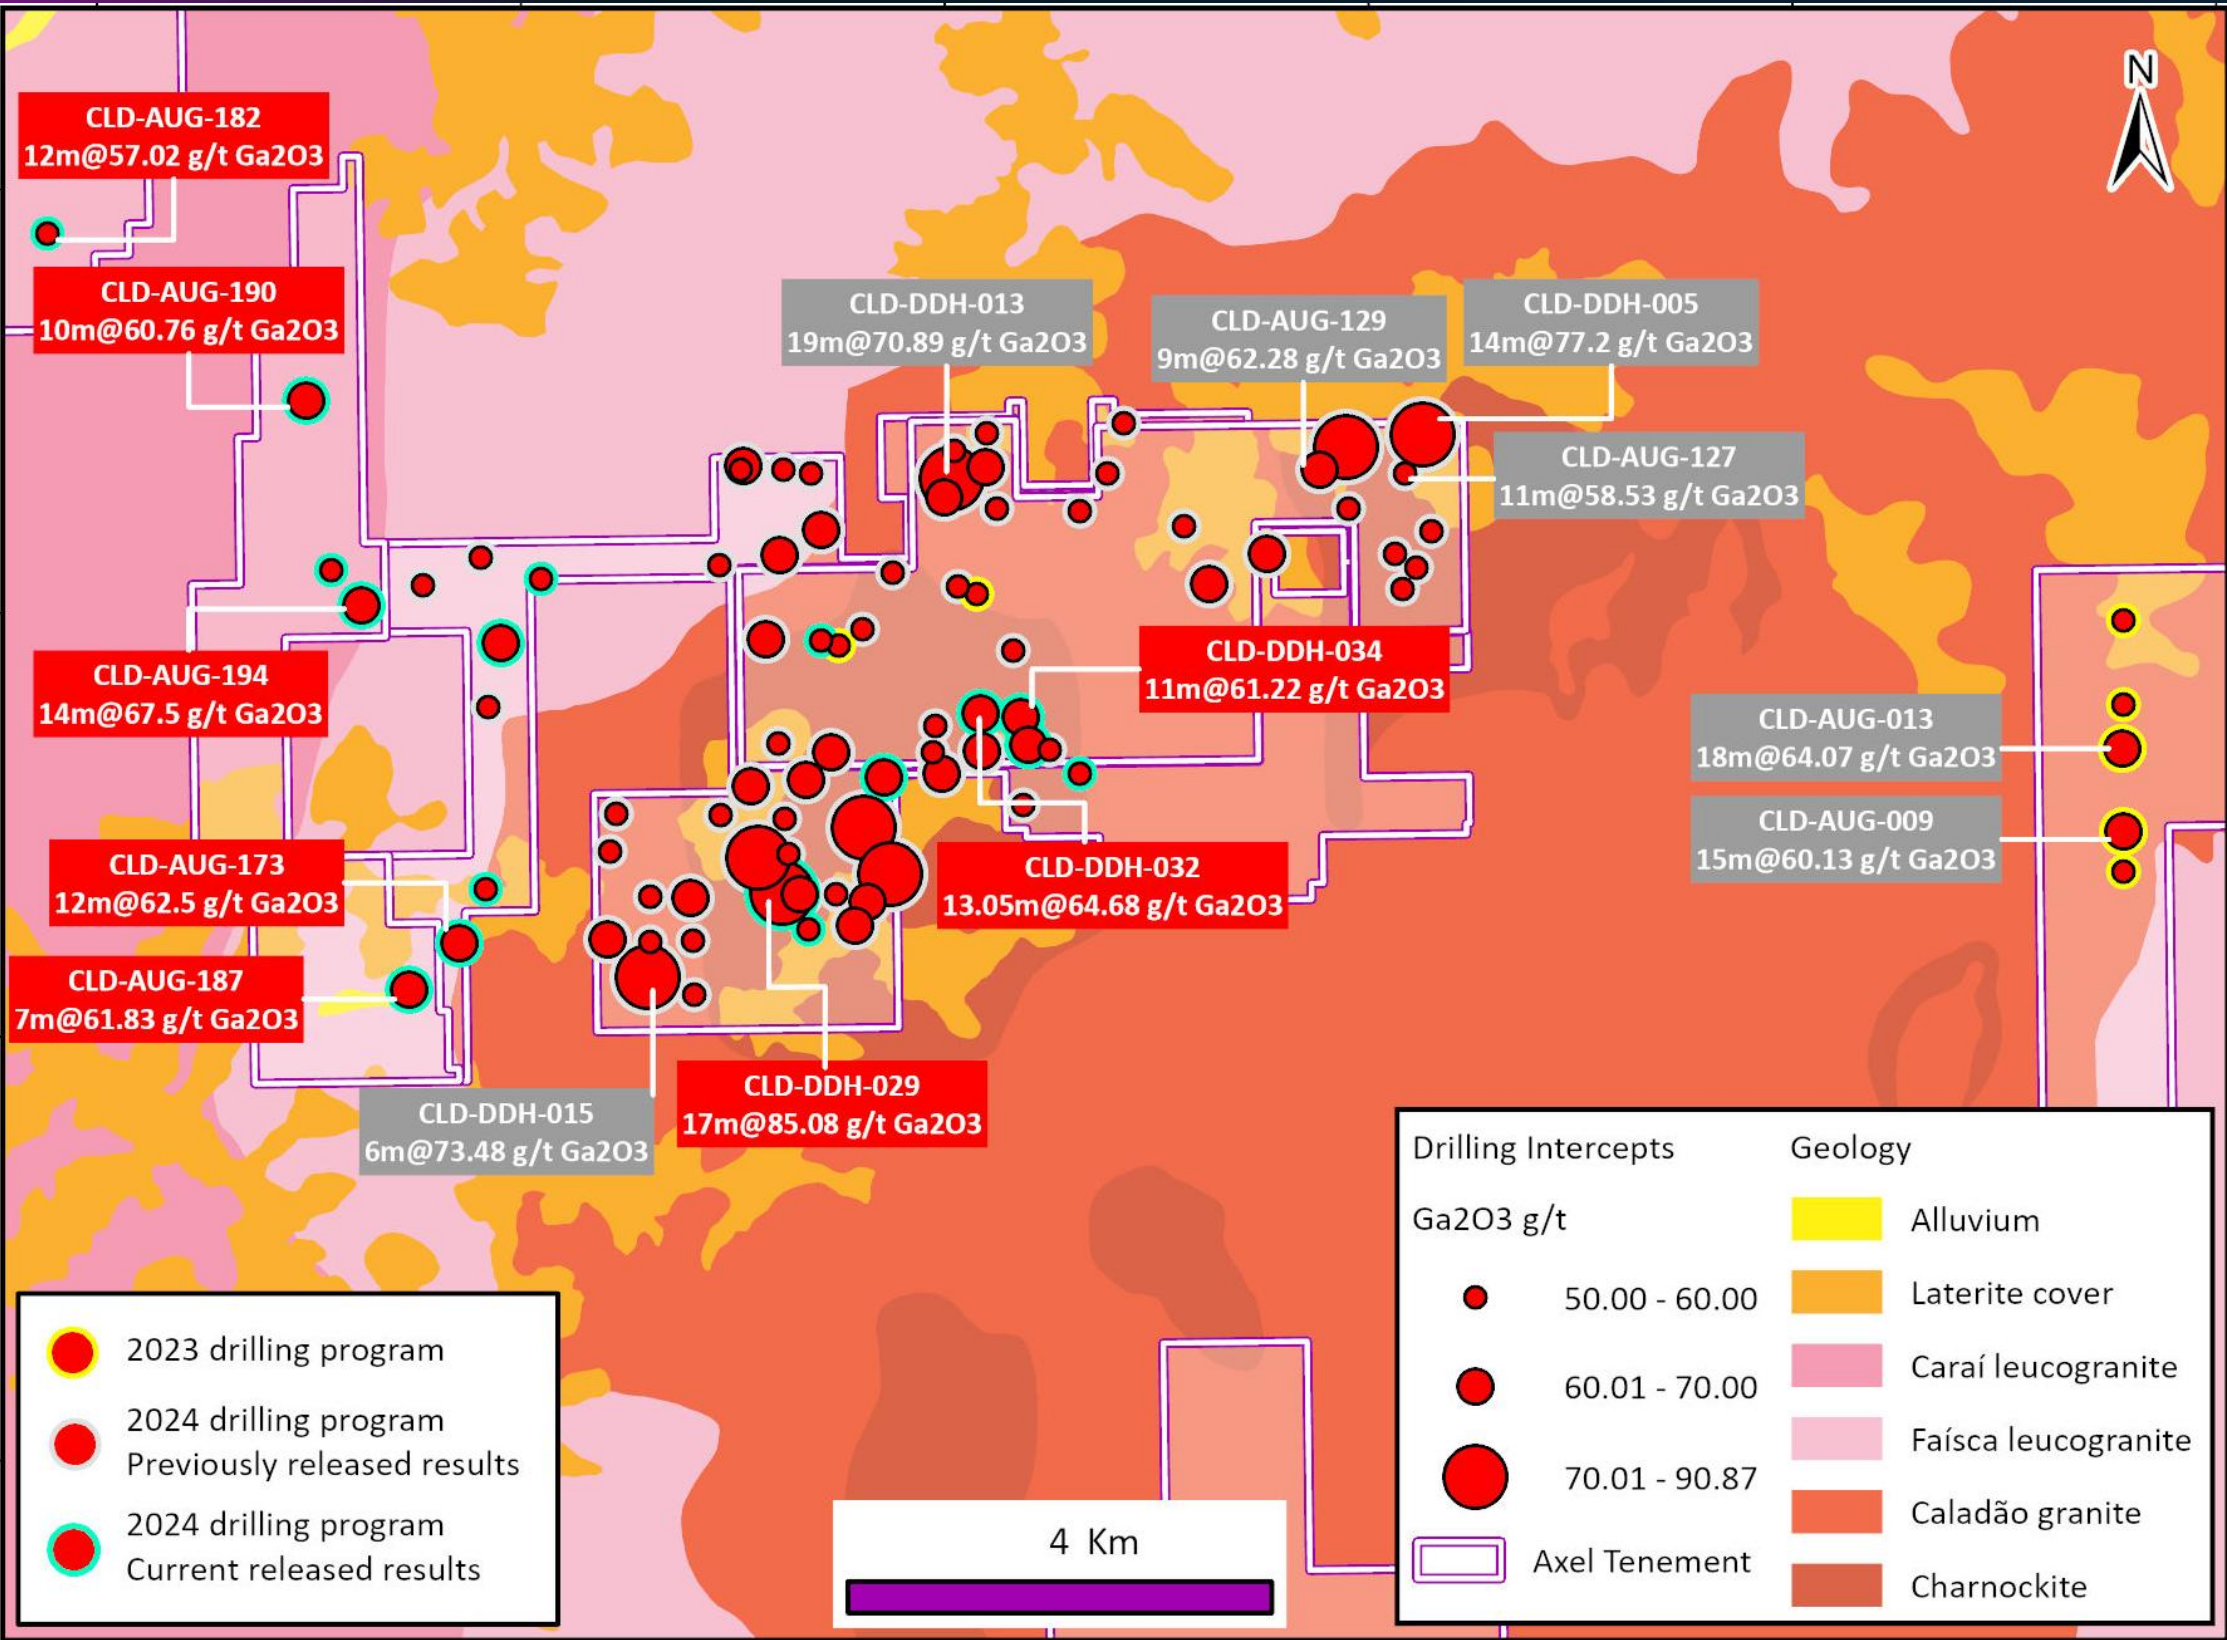 N
CLD-AUG-182
12m@57.02 g/t Ga2O3
CLD-AUG-190
10m@60.76 g/t Ga2O3
CLD-DDH-013
19m@70.89 g/t Ga2O3
CLD-AUG-129
9m@62.28 g/t Ga2O3
CLD-DDH-005
14m@77.2 g/t Ga2O3
CLD-AUG-127
11m@58.53 g/t Ga2O3
CLD-AUG-194
14m@67.5 g/t Ga2O3
CLD-DDH-034
11m@61.22 g/t Ga2O3
CLD-AUG-013
18m@64.07 g/t Ga2O3
CLD-AUG-009
15m@60.13 g/t Ga2O3
CLD-AUG-173
12m@62.5 g/t Ga2O3
CLD-DDH-032
13.05m@64.68 g/t Ga2O3
CLD-AUG-187
7m@61.83 g/t Ga2O3
CLD-DDH-015
6m@73.48 g/t Ga2O3
CLD-DDH-029
17m@85.08 g/t Ga2O3
2023 drilling program
2024 drilling program
Previously released results
2024 drilling program
Current released results
4 Km
Drilling Intercepts
Ga2O3 g/t
50.00 - 60.00
60.01 - 70.00
70.01 - 90.87
Axel Tenement
Geology
Alluvium
Laterite cover
Caraí leucogranite
Faísca leucogranite
Caladão granite
Charnockite